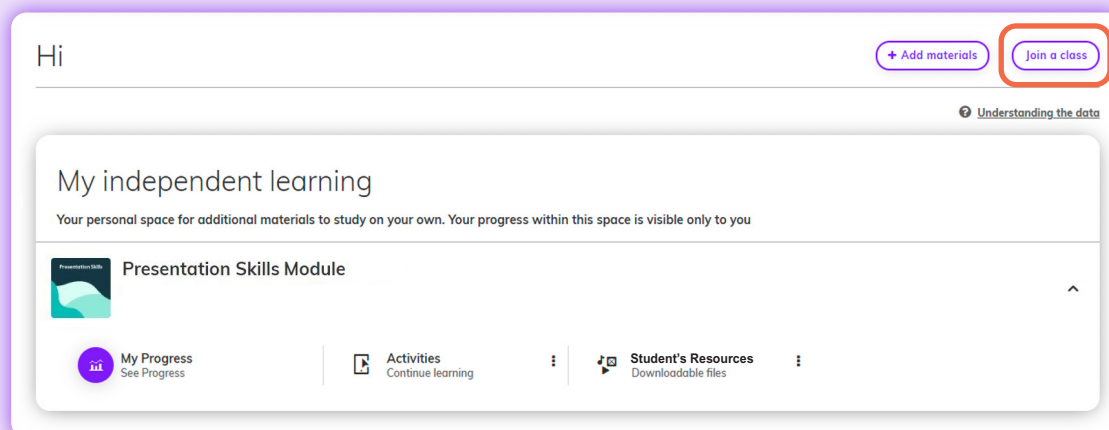 Hi
+ Add materials
Join a class
Understanding the data
My independent learning
Your personal space for additional materials to study on your own. Your progress within this space is visible only to you
Presentation Skills
Presentation Skills Module
My Progress
See Progress
Activities
Continue learning
Student's Resources
Downloadable files